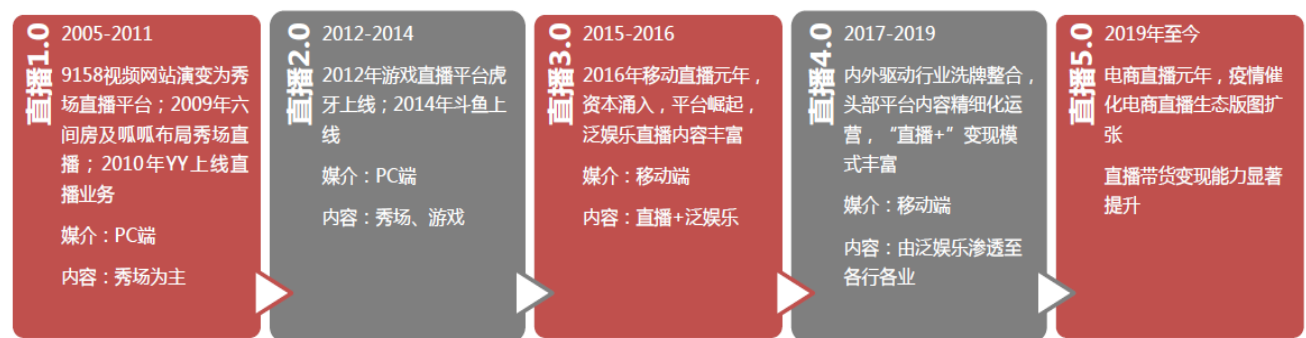 直播1.0
2005-2011
9158视频网站演变为秀
场直播平台；2009年六
间房及呱呱布局秀场直
播；2010年YY上线直
播业务
媒介：PC端
内容：秀场为主
直播2.0
2012-2014
2012年游戏直播平台虎
牙上线；2014年斗鱼上
线
媒介：PC端
内容：秀场、游戏
直播3.0
2015-2016
2016年移动直播元年，
资本涌入，平台崛起，
泛娱乐直播内容丰富
媒介：移动端
内容：直播+泛娱乐
直播4.0
2017-2019
内外驱动行业洗牌整合，
头部平台内容精细化运
营，“直播+”变现模
式丰富
媒介：移动端
内容：由泛娱乐渗透至
各行各业
直播5.0
2019年至今
电商直播元年，疫情催
化电商直播生态版图扩
张
直播带货变现能力显著
提升